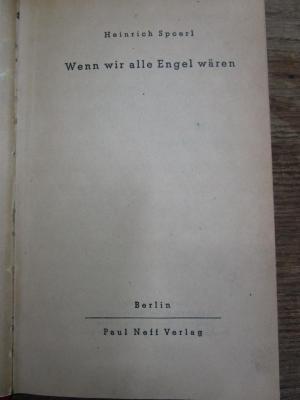 Heinrich Spoerl
Wenn wir alle Engel wären
Berlin
Paul Neff Verlag